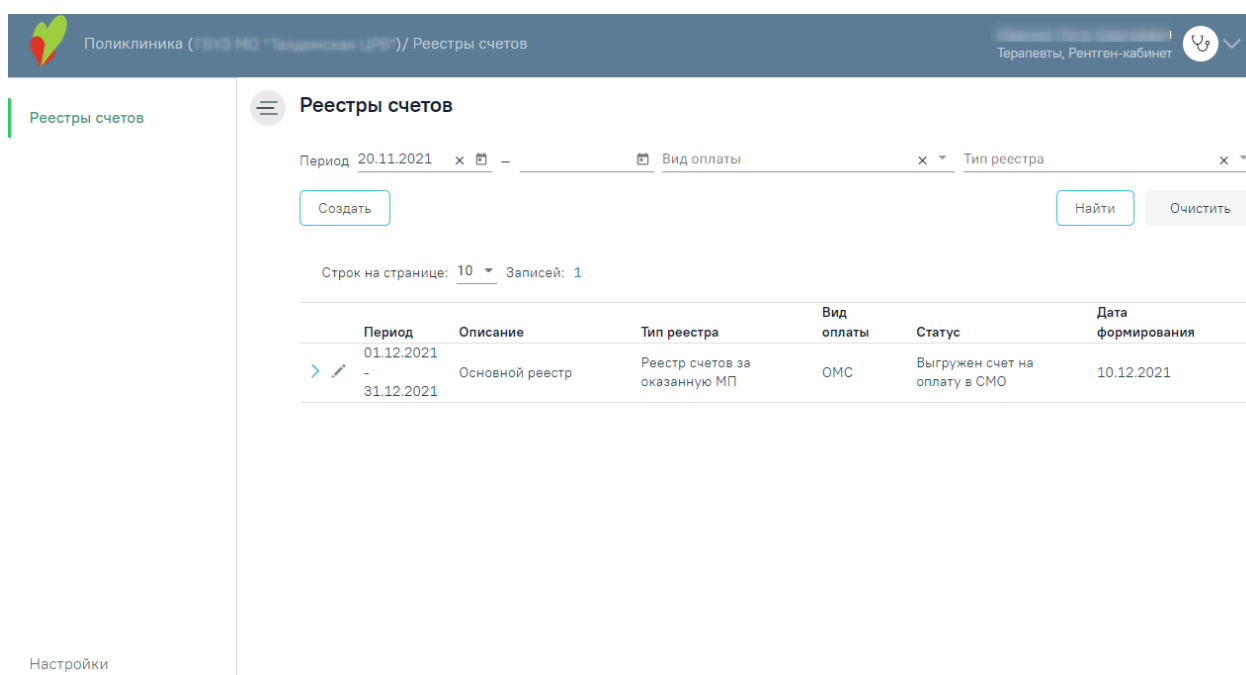 Поликлиника ( )/ Реестры счетов
Терапевты, Рентген-кабинет
Реестры счетов
Реестры счетов
Период 20.11.2021 – Вид оплаты Тип реестра
Создать Найти Очистить
Строк на странице: 10 Записей: 1
Вид Дата
Период Описание Тип реестра оплаты Статус формирования
01.12.2021
- Основной реестр Реестр счетов за ОМС Выгружен счет на 10.12.2021
оказанную МП оплату в СМО
31.12.2021
Настройки